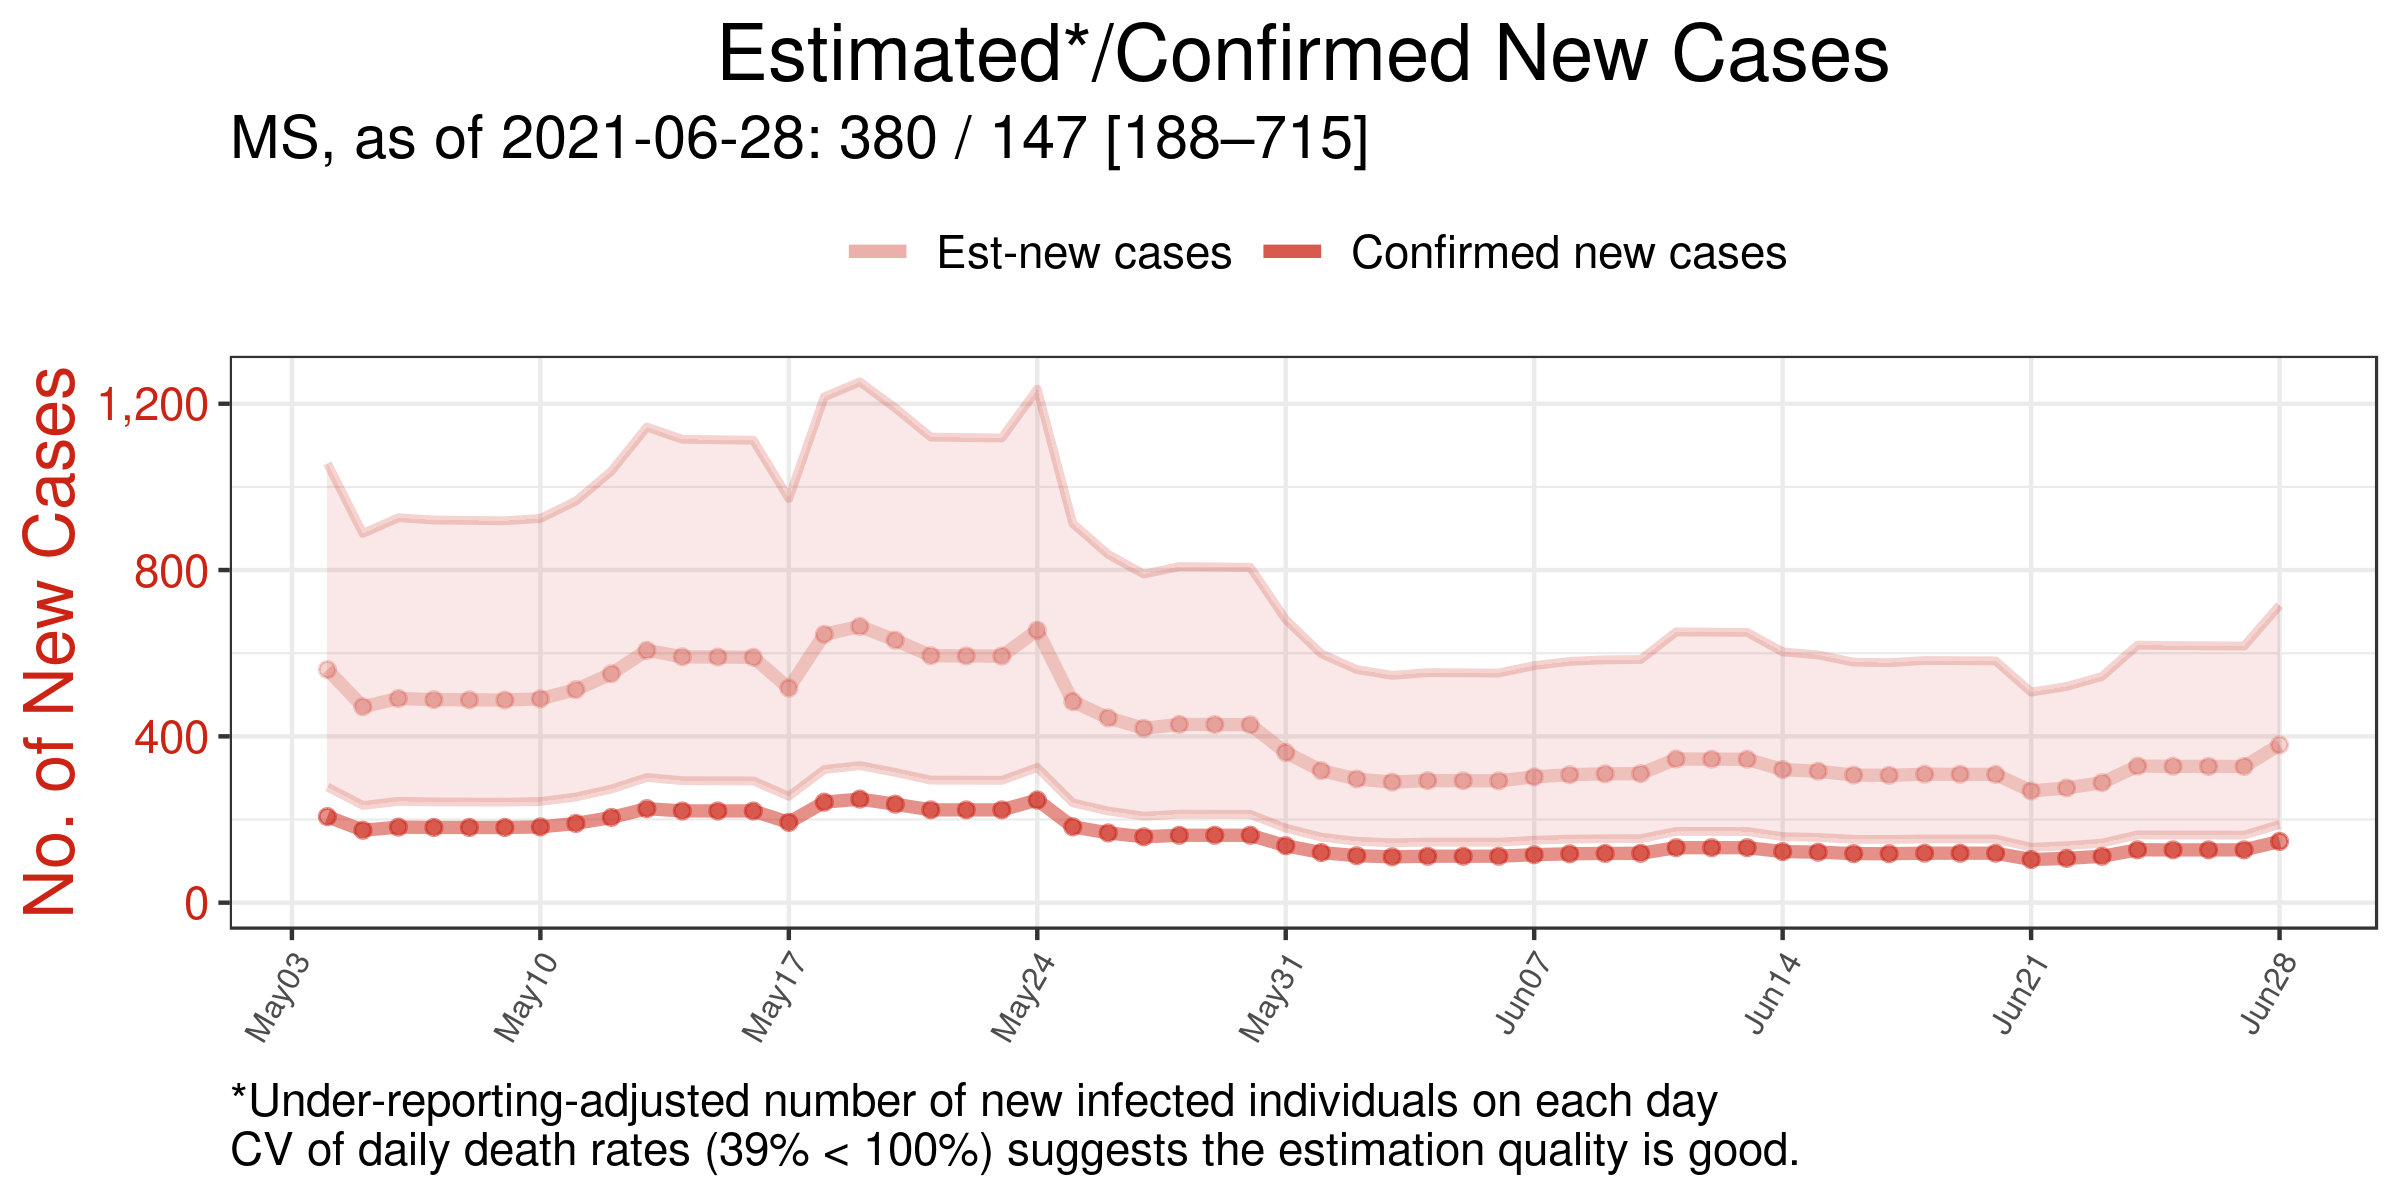 Estimated*/Confirmed New Cases
MS, as of 2021-06-28: 380 / 147 [188–715]
Est-new cases
Confirmed new cases
No. of New Cases
1,200
800
400
0
May03
May10
May17
May24
May31
Jun07
Jun14
Jun21
Jun28
*Under-reporting-adjusted number of new infected individuals on each day
CV of daily death rates (39% < 100%) suggests the estimation quality is good.